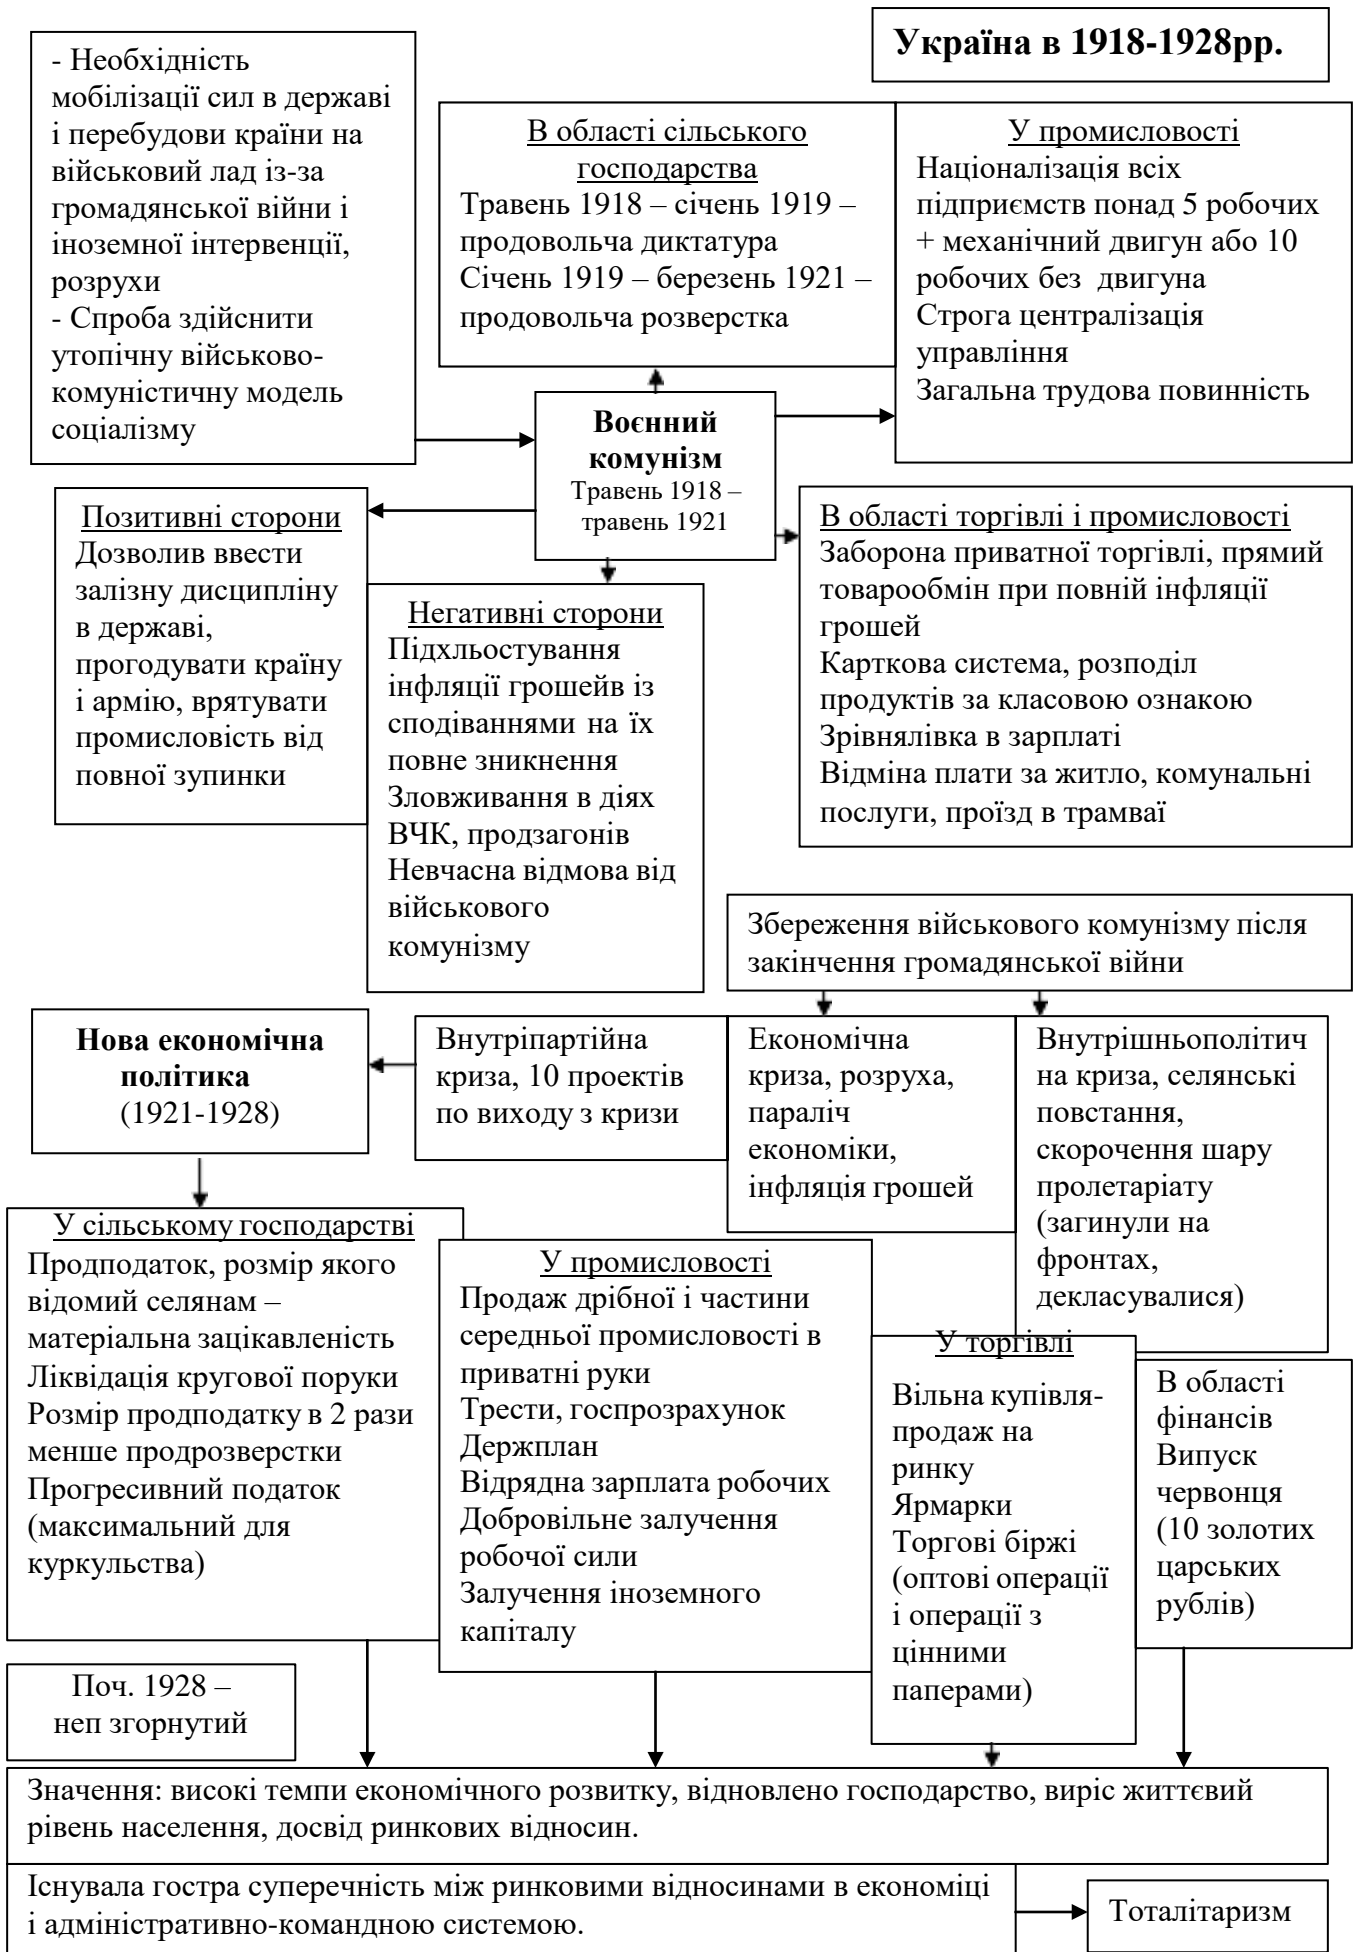 Україна в 1918-1928рр.
- Необхідність
мобілізації сил в державі
і перебудови країни на
військовий лад із-за
громадянської війни і
іноземної інтервенції,
розрухи
- Спроба здійснити
утопічну військово-
комуністичну модель
соціалізму
В області сільського
господарства
Травень 1918 – січень 1919 –
продовольча диктатура
Січень 1919 – березень 1921 –
продовольча розверстка
У промисловості
Націоналізація всіх
підприємств понад 5 робочих
+ механічний двигун або 10
робочих без двигуна
Строга централізація
управління
Загальна трудова повинність
Воєнний
комунізм
Травень 1918 –
травень 1921
Позитивні сторони
Дозволив ввести
залізну дисципліну
в державі,
прогодувати країну
і армію, врятувати
промисловість від
повної зупинки
Негативні сторони
Підхльостування
інфляції грошейв із
сподіваннями на їх
повне зникнення
Зловживання в діях
ВЧК, продзагонів
Невчасна відмова від
військового
комунізму
В області торгівлі і промисловості
Заборона приватної торгівлі, прямий
товарообмін при повній інфляції
грошей
Карткова система, розподіл
продуктів за класовою ознакою
Зрівнялівка в зарплаті
Відміна плати за житло, комунальні
послуги, проїзд в трамваї
Збереження військового комунізму після
закінчення громадянської війни
Нова економічна
політика
(1921-1928)
Внутріпартійна
криза, 10 проектів
по виходу з кризи
Економічна
криза, розруха,
параліч
економіки,
інфляція грошей
Внутрішньополітич
на криза, селянські
повстання,
скорочення шару
пролетаріату
(загинули на
фронтах,
декласувалися)
У сільському господарстві
Продподаток, розмір якого
відомий селянам –
матеріальна зацікавленість
Ліквідація кругової поруки
Розмір продподатку в 2 рази
менше продрозверстки
Прогресивний податок
(максимальний для
куркульства)
У промисловості
Продаж дрібної і частини
середньої промисловості в
приватні руки
Трести, госпрозрахунок
Держплан
Відрядна зарплата робочих
Добровільне залучення
робочої сили
Залучення іноземного
капіталу
У торгівлі
Вільна купівля-
продаж на
ринку
Ярмарки
Торгові біржі
(оптові операції
і операції з
цінними
паперами)
В області
фінансів
Випуск
червонця
(10 золотих
царських
рублів)
Поч. 1928 –
неп згорнутий
Значення: високі темпи економічного розвитку, відновлено господарство, виріс життєвий
рівень населення, досвід ринкових відносин.
Існувала гостра суперечність між ринковими відносинами в економіці
і адміністративно-командною системою.
Тоталітаризм